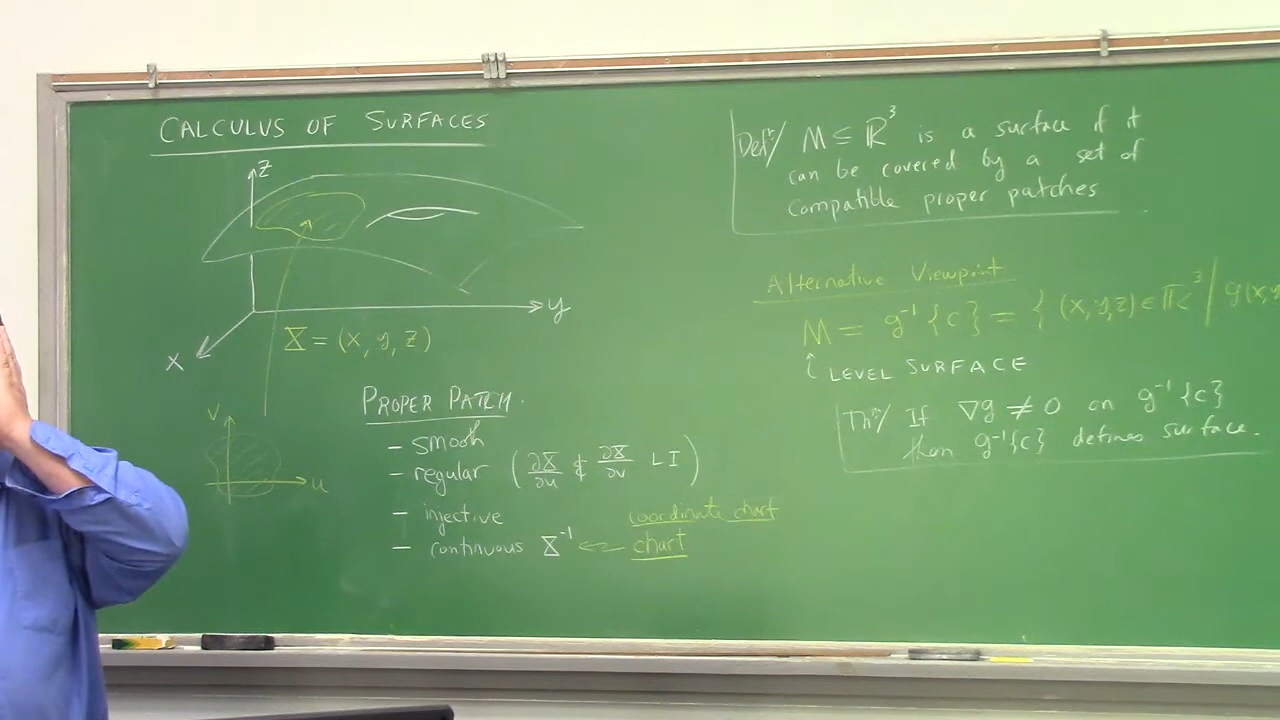 CALCULUS OF SURFACES
z
y
x
X = (x, y, z)
v
u
PROPER PATCH.
- smooth
- regular ( ∂X/∂u & ∂X/∂v LI )
- injective
coordinate chart
- continuous X⁻¹ ← chart
Defⁿ/ M ⊆ ℝ³ is a surface if it
can be covered by a set of
compatible proper patches
Alternative Viewpoint
M = g⁻¹{c} = { (x,y,z) ∈ ℝ³ / g(x,y
↑ LEVEL SURFACE
Thⁿ/ If ∇g ≠ 0 on g⁻¹{c}
then g⁻¹{c} defines surface.